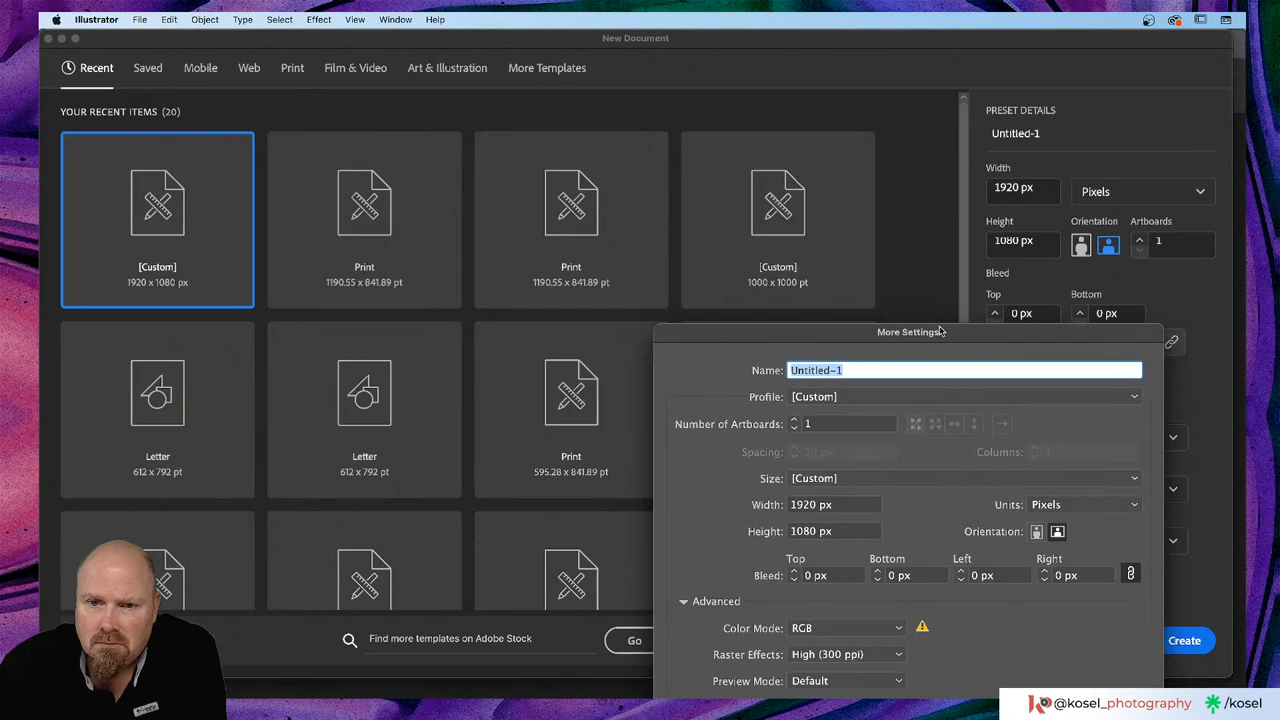 Illustrator File Edit Object Type Select Effect View Window Help
New Document
Recent Saved Mobile Web Print Film & Video Art & Illustration More Templates
YOUR RECENT ITEMS (20)
[Custom]
1920 x 1080 px
Print
1190.55 x 841.89 pt
Print
1190.55 x 841.89 pt
[Custom]
1000 x 1000 pt
Letter
612 x 792 pt
Letter
612 x 792 pt
Print
595.28 x 841.89 pt
Find more templates on Adobe Stock
Go
PRESET DETAILS
Untitled-1
Width
1920 px Pixels
Height Orientation Artboards
1080 px 1
Bleed
Top Bottom
0 px 0 px
More Settings
Name: Untitled-1
Profile: [Custom]
Number of Artboards: 1
Spacing: 20 px Columns:
Size: [Custom]
Width: 1920 px Units: Pixels
Height: 1080 px Orientation:
Top Bottom Left Right
Bleed: 0 px 0 px 0 px 0 px
Advanced
Color Mode: RGB
Raster Effects: High (300 ppi)
Preview Mode: Default
Create
@kosel_photography /kosel